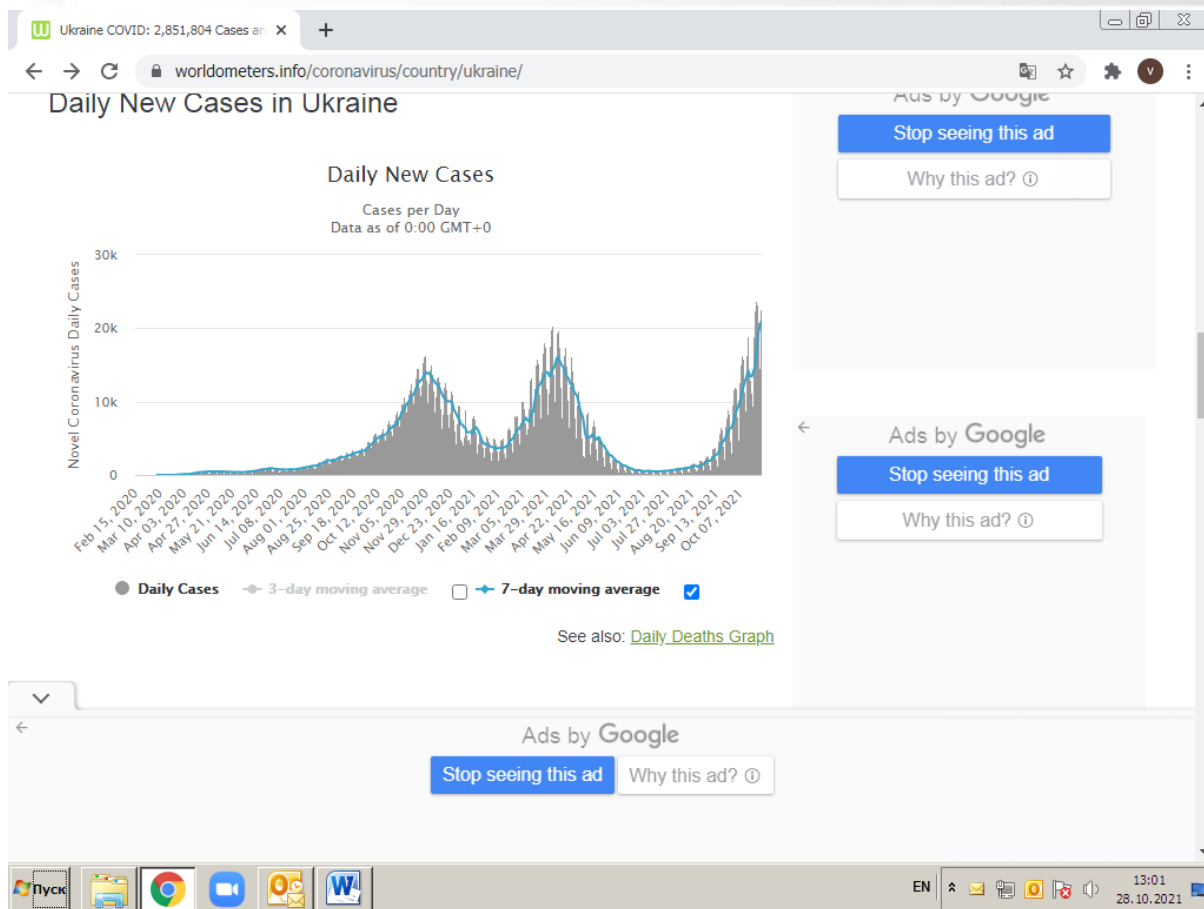 Ukraine COVID: 2,851,804 Cases an
worldometers.info/coronavirus/country/ukraine/
V
Daily New Cases in Ukraine
Daily New Cases
Cases per Day
Data as of 0:00 GMT+0
Novel Coronavirus Daily Cases
30k
20k
10k
0
Feb 15, 2020
Mar 10, 2020
Apr 03, 2020
Apr 27, 2020
May 21, 2020
Jun 14, 2020
Jul 08, 2020
Aug 01, 2020
Aug 25, 2020
Sep 18, 2020
Oct 12, 2020
Nov 05, 2020
Nov 29, 2020
Dec 23, 2020
Jan 16, 2021
Feb 09, 2021
Mar 05, 2021
Mar 29, 2021
Apr 22, 2021
May 16, 2021
Jun 09, 2021
Jul 03, 2021
Jul 27, 2021
Aug 20, 2021
Sep 13, 2021
Oct 07, 2021
Daily Cases 3-day moving average 7-day moving average
See also: Daily Deaths Graph
Ads by Google
Stop seeing this ad
Why this ad?
Ads by Google
Stop seeing this ad
Why this ad?
Ads by Google
Stop seeing this ad Why this ad?
Пуск
EN
13:01
28.10.2021